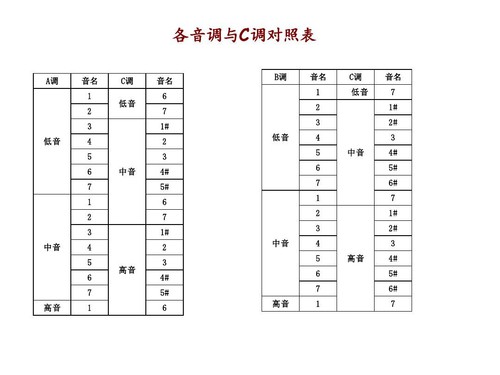 各音调与C调对照表
A调 音名 C调 音名
低音 1 低音 6
2 7
3 中音 1#
4 2
5 3
6 4#
7 5#
中音 1 6
2 7
3 高音 1#
4 2
5 3
6 4#
7 5#
高音 1 6
B调 音名 C调 音名
低音 1 低音 7
2 中音 1#
3 2#
4 3
5 4#
6 5#
7 6#
中音 1 7
2 高音 1#
3 2#
4 3
5 4#
6 5#
7 6#
高音 1 7